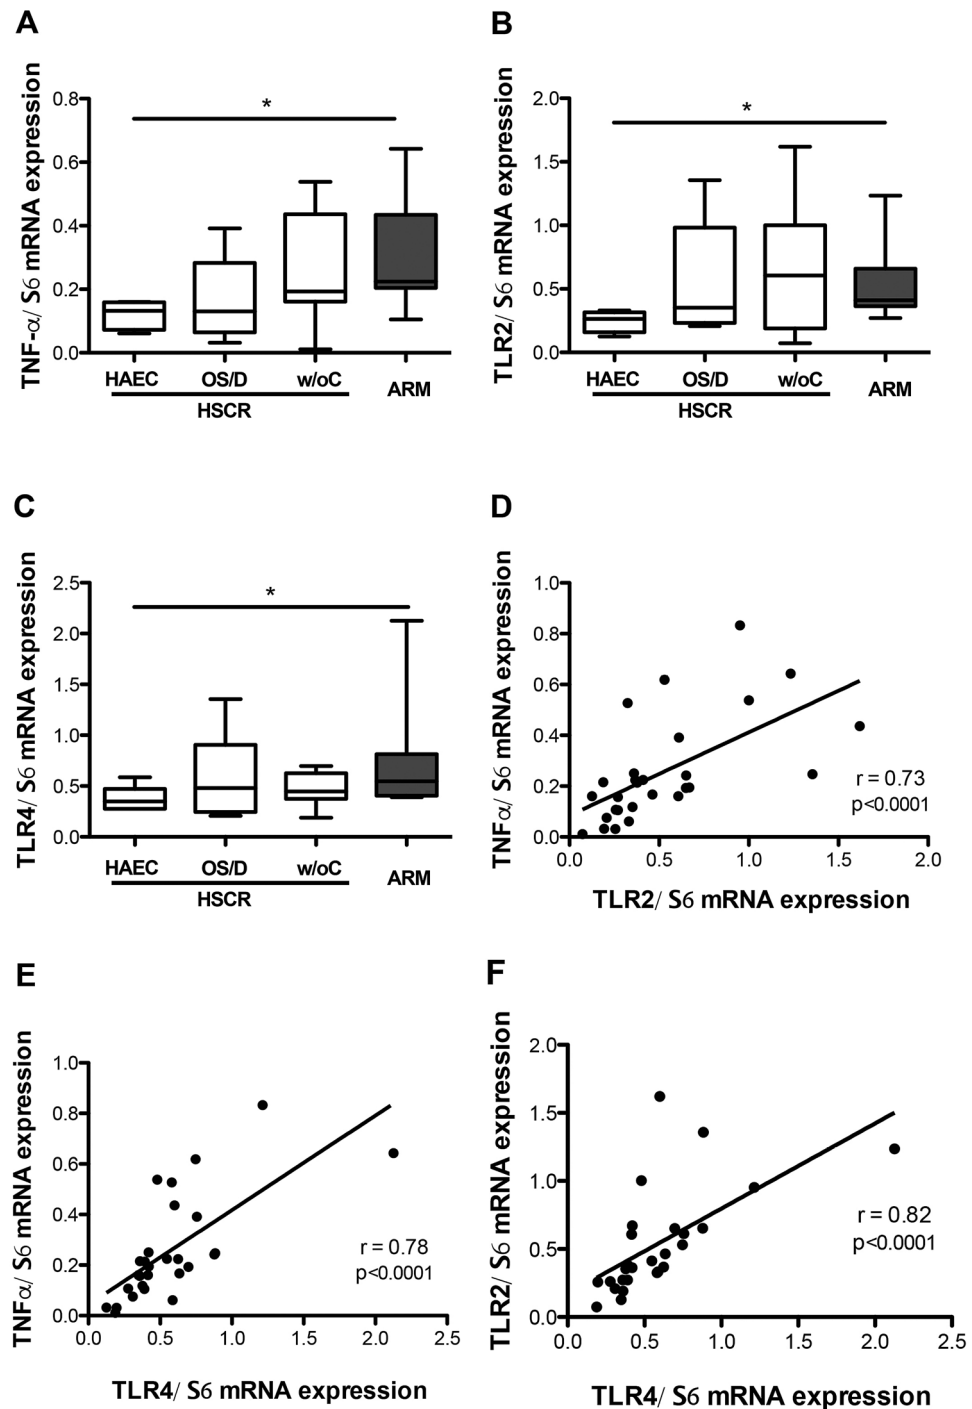 A
TNF-α/ S6 mRNA expression
0.8
0.6
0.4
0.2
0.0
*
HAEC OS/D w/oC ARM
HSCR
B
TLR2/ S6 mRNA expression
2.0
1.5
1.0
0.5
0.0
*
HAEC OS/D w/oC ARM
HSCR
C
TLR4/ S6 mRNA expression
2.5
2.0
1.5
1.0
0.5
0.0
*
HAEC OS/D w/oC ARM
HSCR
D
TNFα/ S6 mRNA expression
1.0
0.8
0.6
0.4
0.2
0.0
r = 0.73
p<0.0001
0.0 0.5 1.0 1.5 2.0
TLR2/ S6 mRNA expression
E
TNFα/ S6 mRNA expression
1.0
0.8
0.6
0.4
0.2
0.0
r = 0.78
p<0.0001
0.0 0.5 1.0 1.5 2.0 2.5
TLR4/ S6 mRNA expression
F
TLR2/ S6 mRNA expression
2.0
1.5
1.0
0.5
0.0
r = 0.82
p<0.0001
0.0 0.5 1.0 1.5 2.0 2.5
TLR4/ S6 mRNA expression